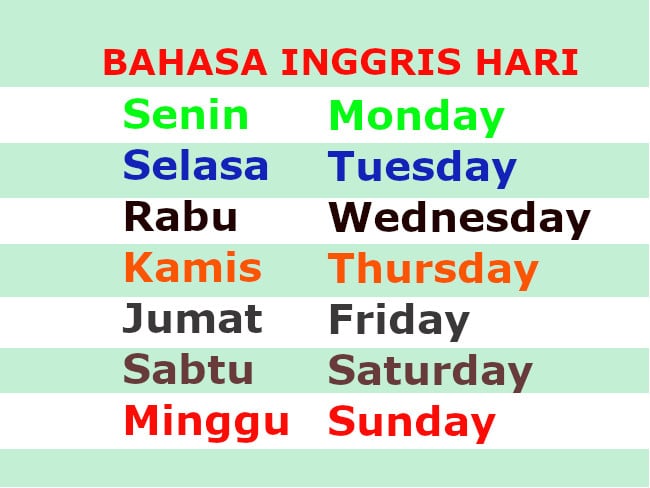 BAHASA INGGRIS HARI
Senin Monday
Selasa Tuesday
Rabu Wednesday
Kamis Thursday
Jumat Friday
Sabtu Saturday
Minggu Sunday